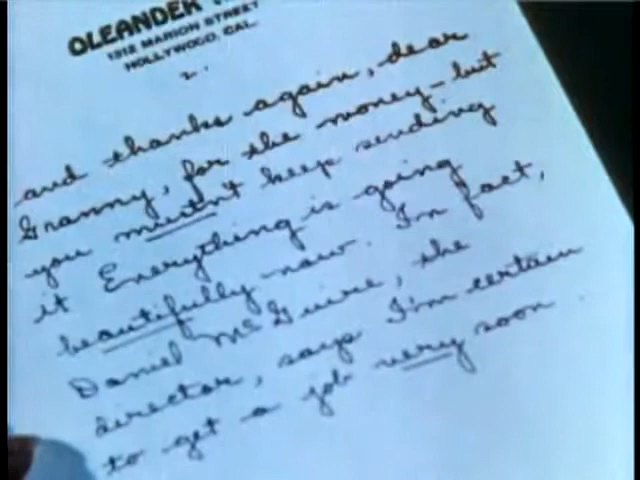 OLEANDER
1312 MARION STREET
HOLLYWOOD, CAL.
2.
and thanks again, dear
Granny, for the money - but
you mustn't keep sending
it Everything is going
beautifully now. I'm fact,
Daniel McGuire, the
director, says I'm certain
to get a job very soon